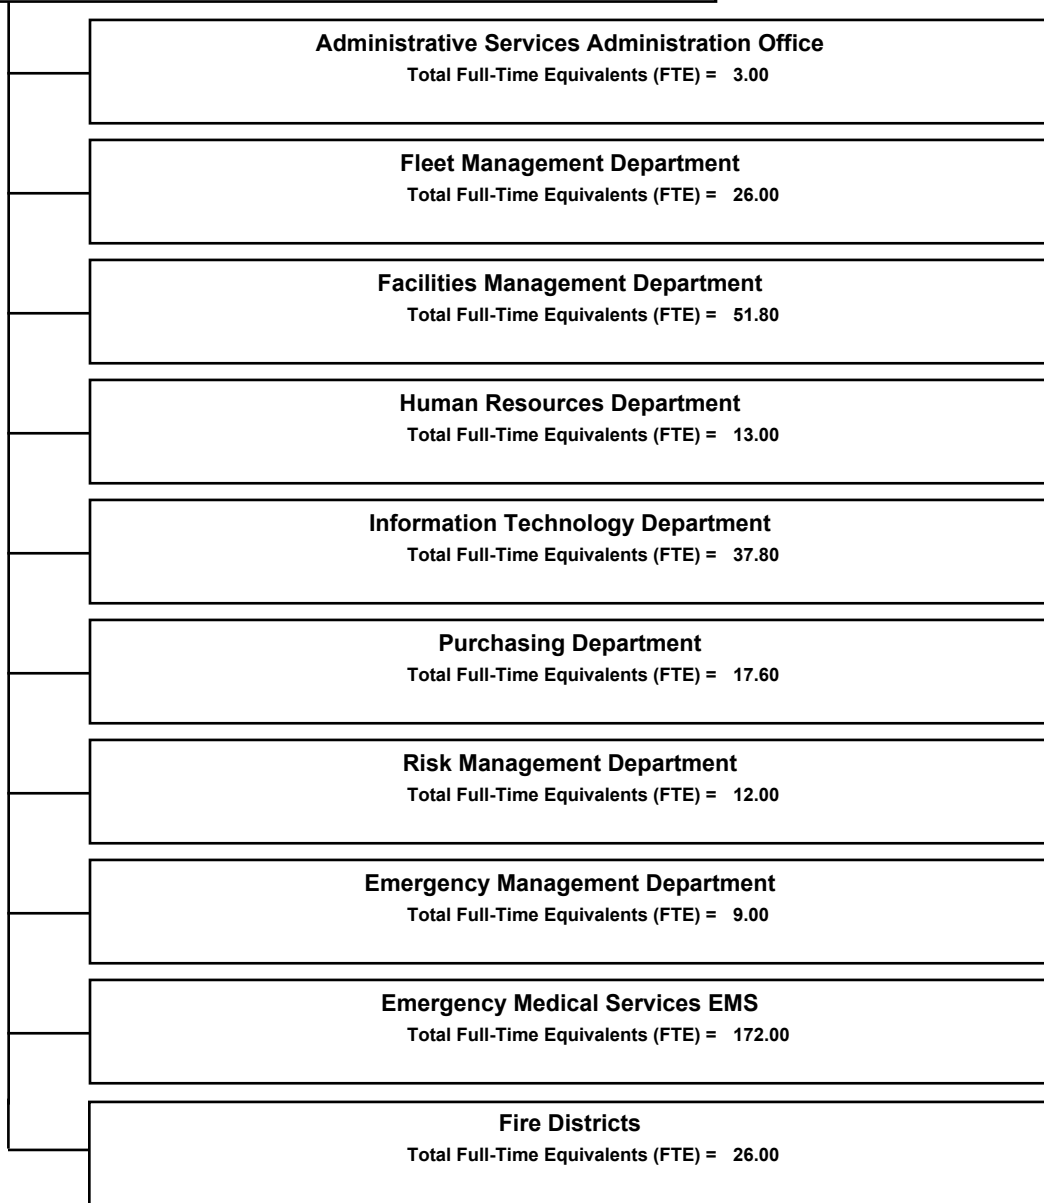 Administrative Services Administration Office
Total Full-Time Equivalents (FTE) = 3.00
Fleet Management Department
Total Full-Time Equivalents (FTE) = 26.00
Facilities Management Department
Total Full-Time Equivalents (FTE) = 51.80
Human Resources Department
Total Full-Time Equivalents (FTE) = 13.00
Information Technology Department
Total Full-Time Equivalents (FTE) = 37.80
Purchasing Department
Total Full-Time Equivalents (FTE) = 17.60
Risk Management Department
Total Full-Time Equivalents (FTE) = 12.00
Emergency Management Department
Total Full-Time Equivalents (FTE) = 9.00
Emergency Medical Services EMS
Total Full-Time Equivalents (FTE) = 172.00
Fire Districts
Total Full-Time Equivalents (FTE) = 26.00